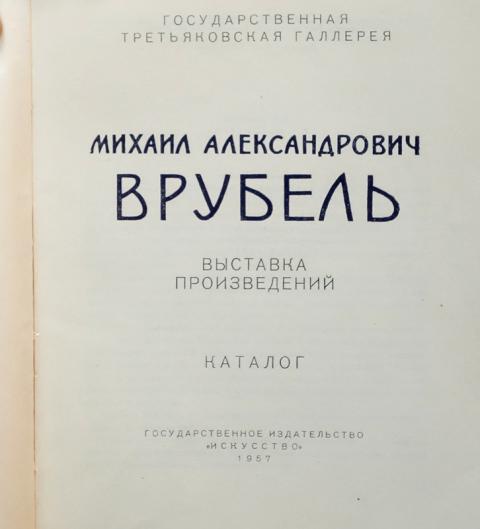 ГОСУДАРСТВЕННАЯ
ТРЕТЬЯКОВСКАЯ ГАЛЛЕРЕЯ
МИХАИЛ АЛЕКСАНДРОВИЧ
ВРУБЕЛЬ
ВЫСТАВКА
ПРОИЗВЕДЕНИЙ
КАТАЛОГ
ГОСУДАРСТВЕННОЕ ИЗДАТЕЛЬСТВО
«ИСКУССТВО»
1957